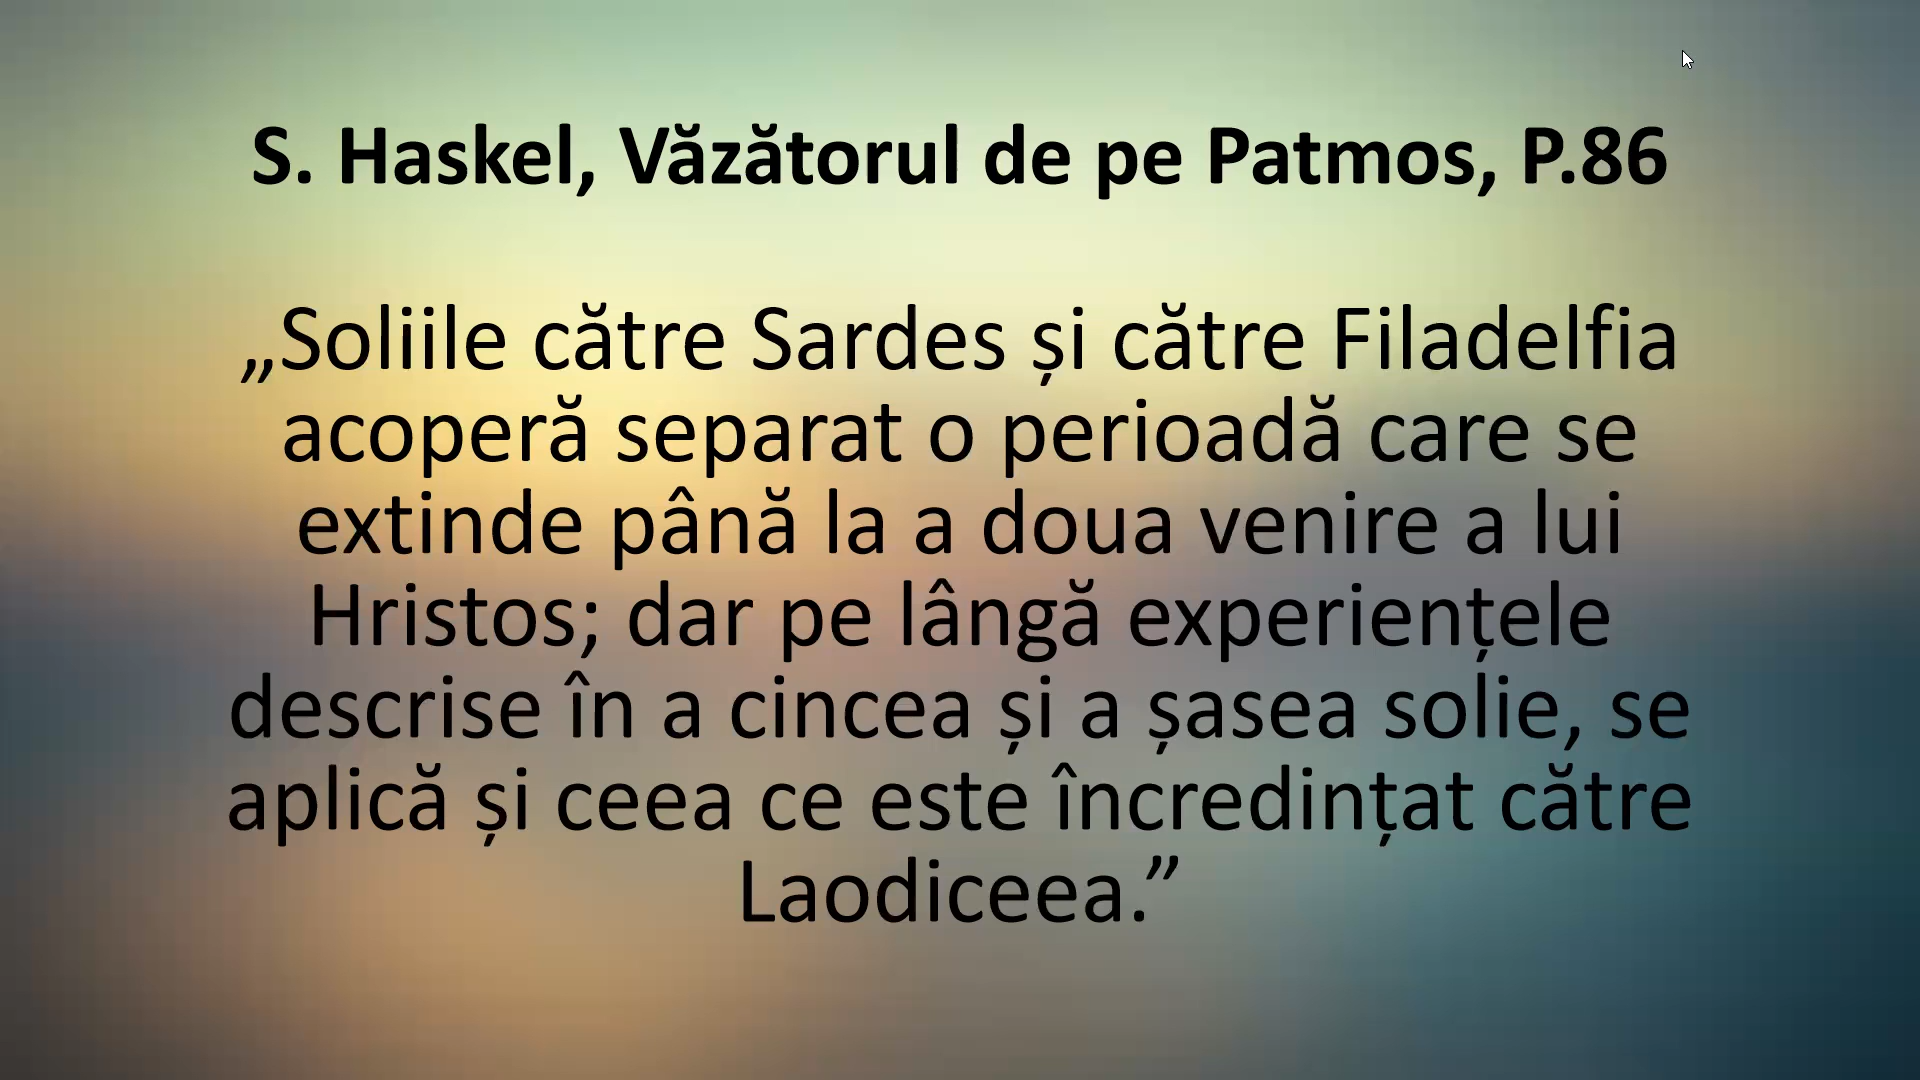 S. Haskel, Văzătorul de pe Patmos, P.86
„Soliile către Sardes și către Filadelfia
acoperă separat o perioadă care se
extinde până la a doua venire a lui
Hristos; dar pe lângă experiențele
descrise în a cincea și a șasea solie, se
aplică și ceea ce este încredințat către
Laodiceea.”